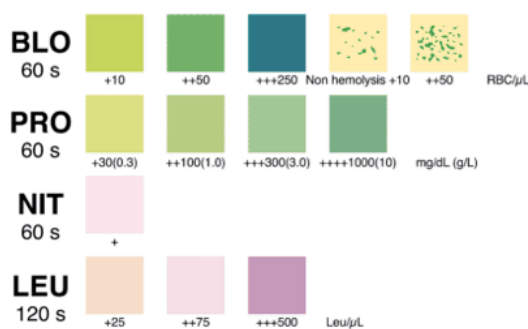 BLO
60 s
+10 ++50 +++250 Non hemolysis +10 ++50 RBC/µL
PRO
60 s
+30(0.3) ++100(1.0) +++300(3.0) ++++1000(10) mg/dL (g/L)
NIT
60 s
+
LEU
120 s
+25 ++75 +++500 Leu/µL